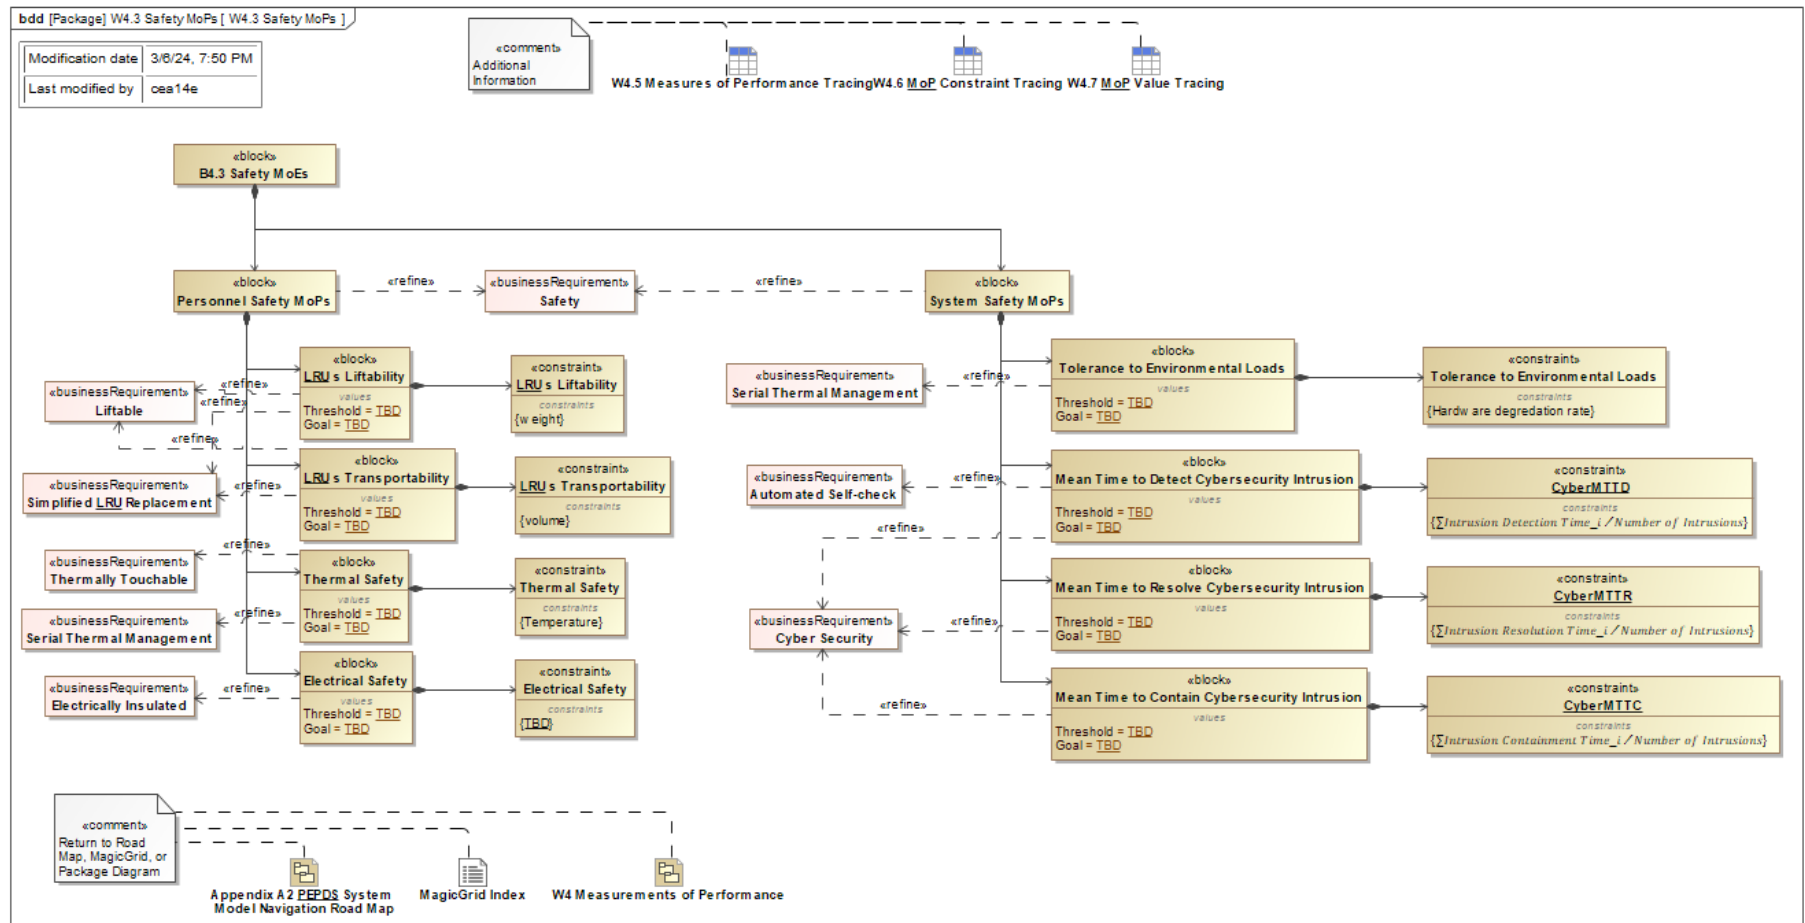 bdd [Package] W4.3 Safety MoPs [ W4.3 Safety MoPs ]
Modification date 3/6/24, 7:50 PM
Last modified by cea14e
«comment»
Additional
Information
W4.5 Measures of Performance Tracing
W4.6 MoP Constraint Tracing
W4.7 MoP Value Tracing
«block»
B4.3 Safety MoEs
«block»
Personnel Safety MoPs
«refine»
«businessRequirement»
Safety
«refine»
«block»
System Safety MoPs
«businessRequirement»
Liftable
«refine»
«refine»
«refine»
«block»
LRUs Liftability
values
Threshold = TBD
Goal = TBD
«constraint»
LRUs Liftability
constraints
{weight}
«businessRequirement»
Simplified LRU Replacement
«refine»
«block»
LRUs Transportability
values
Threshold = TBD
Goal = TBD
«constraint»
LRUs Transportability
constraints
{volume}
«businessRequirement»
Thermally Touchable
«refine»
«businessRequirement»
Serial Thermal Management
«refine»
«block»
Thermal Safety
values
Threshold = TBD
Goal = TBD
«constraint»
Thermal Safety
constraints
{Temperature}
«businessRequirement»
Electrically Insulated
«refine»
«block»
Electrical Safety
values
Threshold = TBD
Goal = TBD
«constraint»
Electrical Safety
constraints
{TBD}
«businessRequirement»
Serial Thermal Management
«refine»
«block»
Tolerance to Environmental Loads
values
Threshold = TBD
Goal = TBD
«constraint»
Tolerance to Environmental Loads
constraints
{Hardware degredation rate}
«businessRequirement»
Automated Self-check
«refine»
«refine»
«block»
Mean Time to Detect Cybersecurity Intrusion
values
Threshold = TBD
Goal = TBD
«constraint»
CyberMTTD
constraints
{∑Intrusion Detection Time_i/Number of Intrusions}
«businessRequirement»
Cyber Security
«refine»
«block»
Mean Time to Resolve Cybersecurity Intrusion
values
Threshold = TBD
Goal = TBD
«constraint»
CyberMTTR
constraints
{∑Intrusion Resolution Time_i/Number of Intrusions}
«refine»
«block»
Mean Time to Contain Cybersecurity Intrusion
values
Threshold = TBD
Goal = TBD
«constraint»
CyberMTTC
constraints
{∑Intrusion Containment Time_i/Number of Intrusions}
«comment»
Return to Road
Map, MagicGrid, or
Package Diagram
Appendix A2 PEPDS System
Model Navigation Road Map
MagicGrid Index
W4 Measurements of Performance